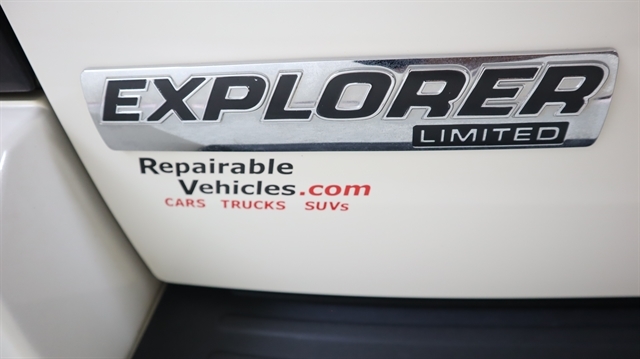 EXPLORER
LIMITED
Repairable
Vehicles.com
CARS TRUCKS SUVs